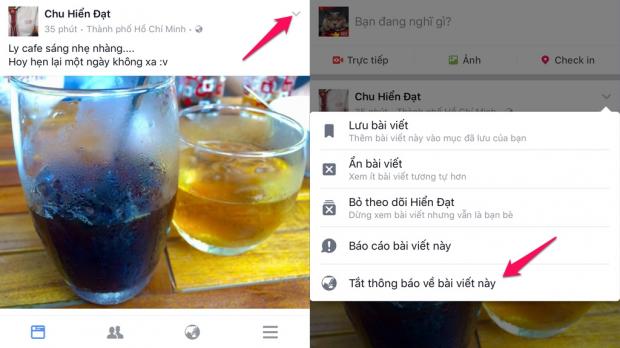 Chu Hiển Đạt
35 phút · Thành phố Hồ Chí Minh ·
Ly cafe sáng nhẹ nhàng....
Hoy hẹn lại một ngày không xa :v
Bạn đang nghĩ gì?
Trực tiếp
Ảnh
Check in
Chu Hiển Đạt
35 phút · Thành phố Hồ Chí Minh ·
Lưu bài viết
Thêm bài viết này vào mục đã lưu của bạn
Ẩn bài viết
Xem ít bài viết tương tự hơn
Bỏ theo dõi Hiển Đạt
Dừng xem bài viết nhưng vẫn là bạn bè
Báo cáo bài viết này
Tắt thông báo về bài viết này